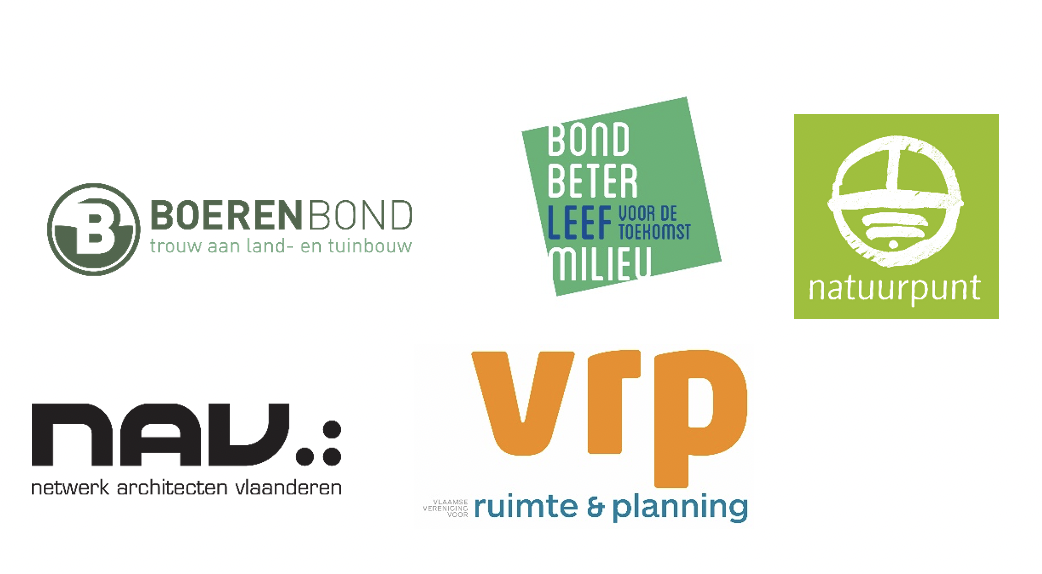 B
BOERENBOND
trouw aan land- en tuinbouw
BOND
BETER
LEEF VOOR DE
TOEKOMST
MILIEU
natuurpunt
nav
netwerk architecten vlaanderen
vrp
VLAAMSE
VERENIGING
VOOR
ruimte & planning